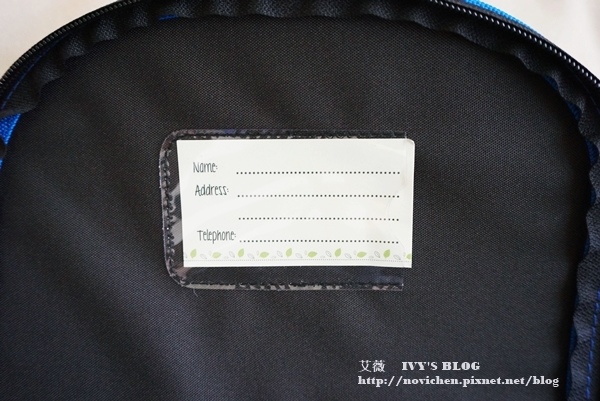 Name:
Address:
Telephone:
艾薇 IVY'S BLOG
http://novichen.pixnet.net/blog